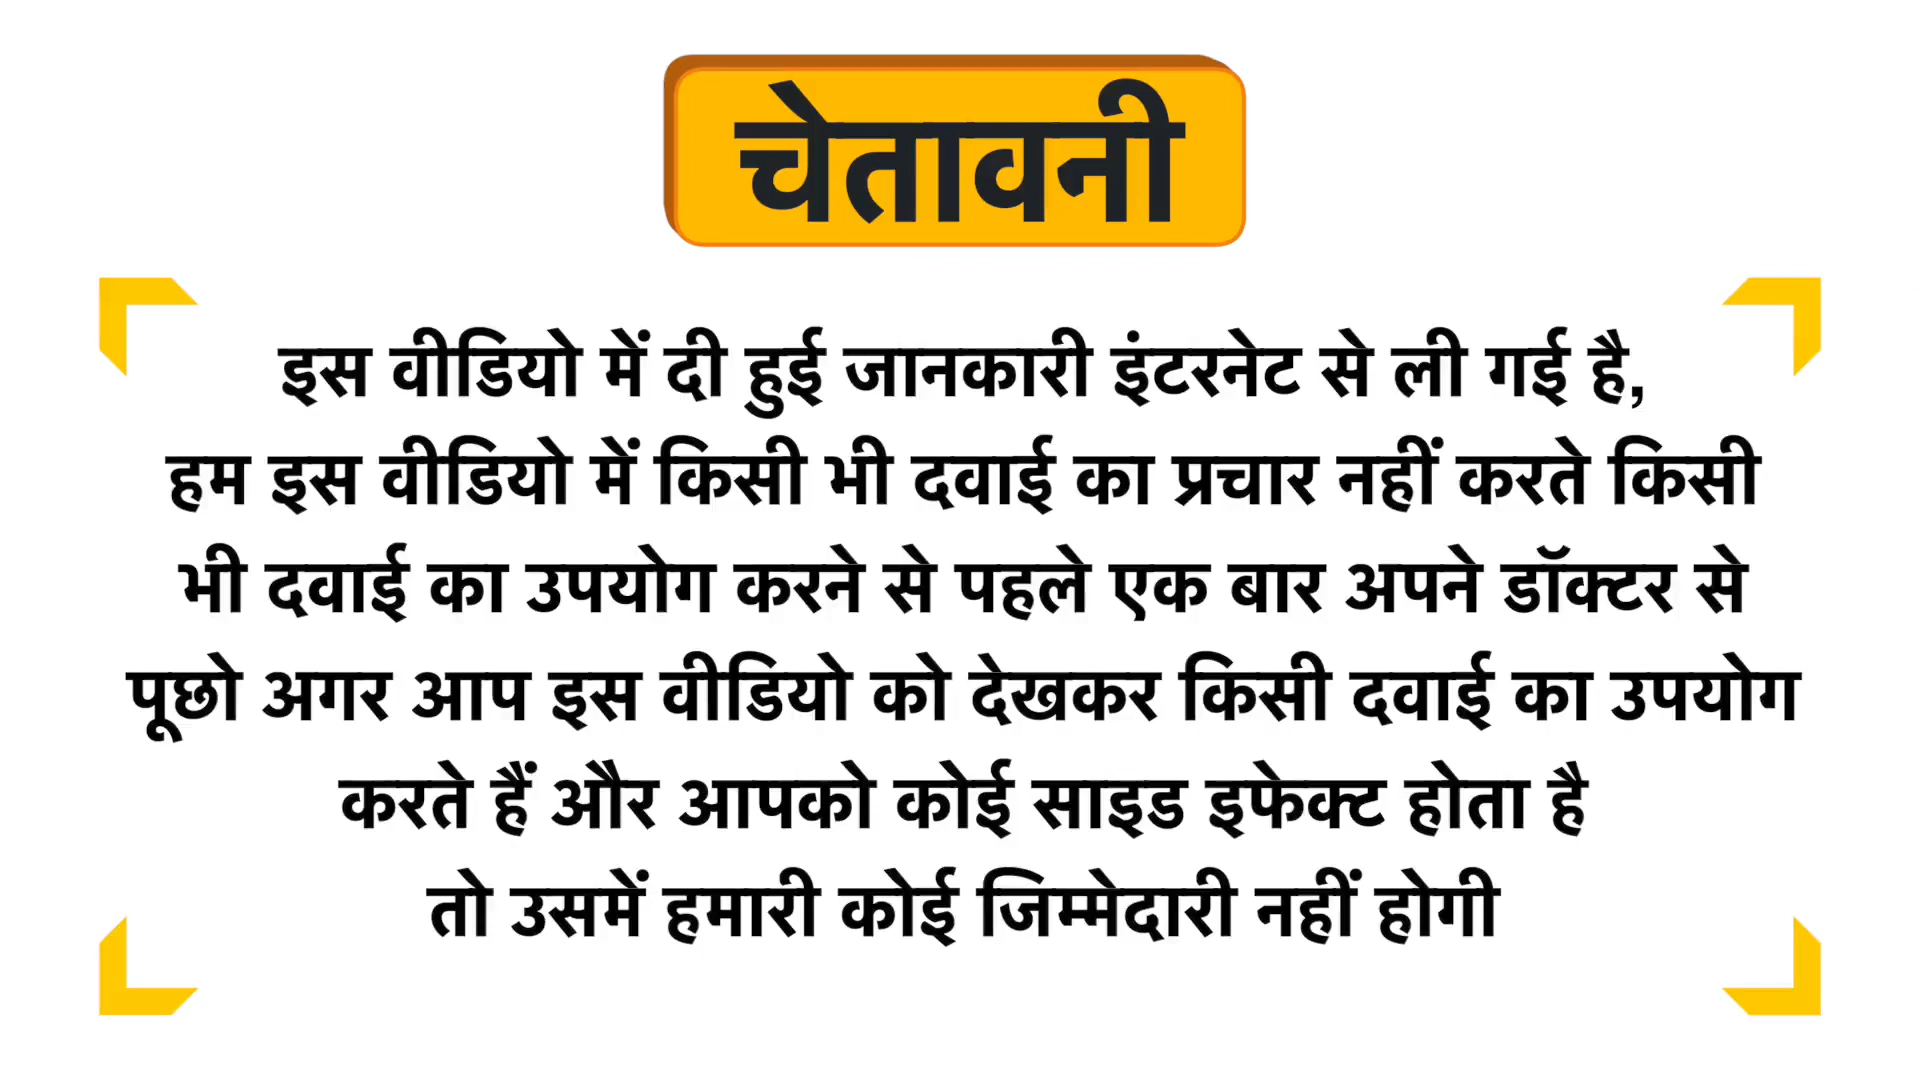 चेतावनी
इस वीडियो में दी हुई जानकारी इंटरनेट से ली गई है,
हम इस वीडियो में किसी भी दवाई का प्रचार नहीं करते किसी
भी दवाई का उपयोग करने से पहले एक बार अपने डॉक्टर से
पूछो अगर आप इस वीडियो को देखकर किसी दवाई का उपयोग
करते हैं और आपको कोई साइड इफेक्ट होता है
तो उसमें हमारी कोई जिम्मेदारी नहीं होगी